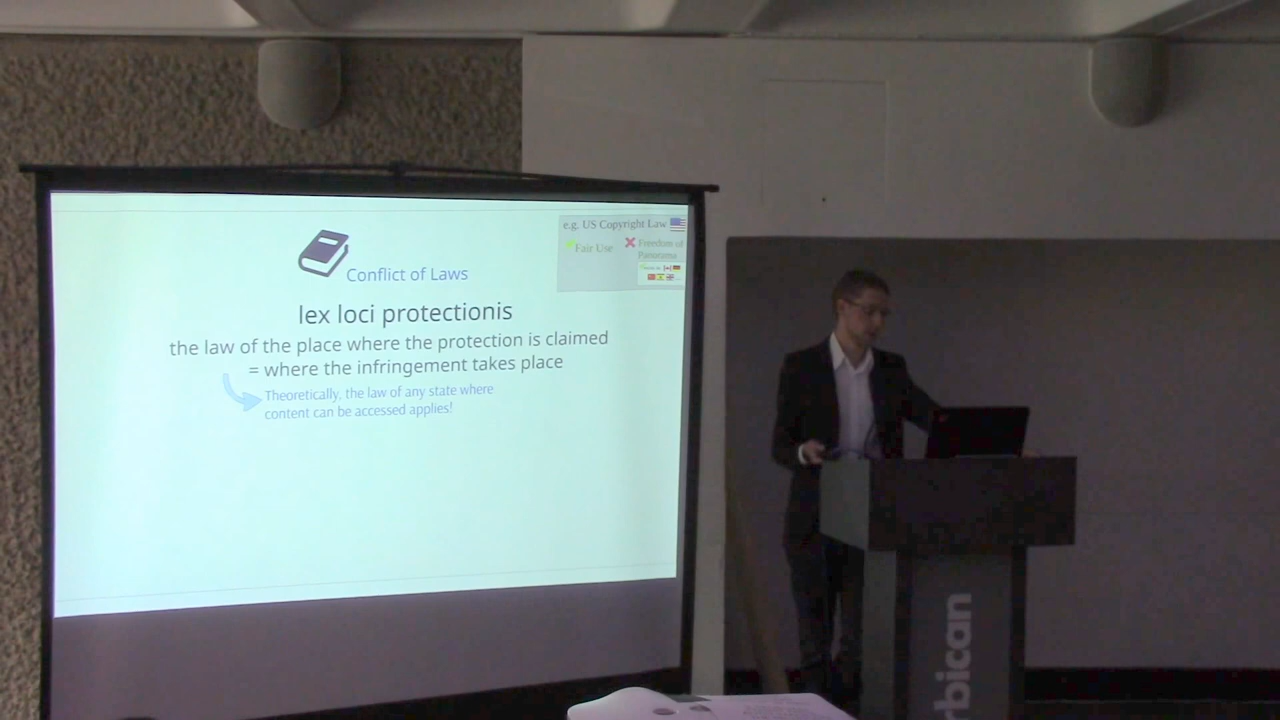 e.g. US Copyright Law
Fair Use
Freedom of
Panorama
Conflict of Laws
lex loci protectionis
the law of the place where the protection is claimed
= where the infringement takes place
Theoretically, the law of any state where
content can be accessed applies!
rbican